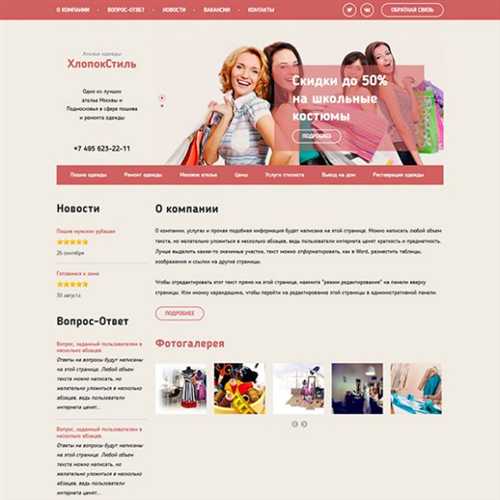 О КОМПАНИИ
ВОПРОС-ОТВЕТ
НОВОСТИ
ВАКАНСИИ
КОНТАКТЫ
ОБРАТНАЯ СВЯЗЬ
Ателье одежды
ХлопокСтиль
Одно из лучших
ателье Москвы и
Подмосковья в сфере пошива
и ремонта одежды
+7 495 623-22-11
Скидки до 50%
на школьные
костюмы
ПОДРОБНЕЕ
Пошив одежды
Ремонт одежды
Меховое ателье
Цены
Услуги стилиста
Выезд на дом
Реставрация одежды
Новости
Пошив мужских рубашек
26 сентября
Готовимся к зиме
30 августа
Вопрос-Ответ
Вопрос, заданный пользователем в
несколько абзацев.
Ответы на вопросы будут написаны
на этой странице. Любой объем
текста можно написать, но
желательно уложиться в несколько
абзацев, ведь пользователи
интернета ценят...
Вопрос, заданный пользователем в
несколько абзацев.
Ответы на вопросы будут написаны
на этой странице. Любой объем
текста можно написать, но
желательно уложиться в несколько
абзацев, ведь пользователи
интернета ценят...
О компании
О компании, услугах и прочая подобная информация будет написана на этой странице. Можно написать любой объем
текста, но желательно уложиться в несколько абзацев, ведь пользователи интернета ценят краткость и предметность.
Лучше выделить какие-то значимые участки, текст можно отформатировать, как в Word, разместить таблицы,
изображения и ссылки на другие страницы.
Чтобы отредактировать этот текст прямо на этой странице, нажмите "режим редактирования" на панели вверху
страницы. Или иконку карандашика, чтобы перейти на редактирование этой страницы в административной панели.
ПОДРОБНЕЕ
Фотогалерея